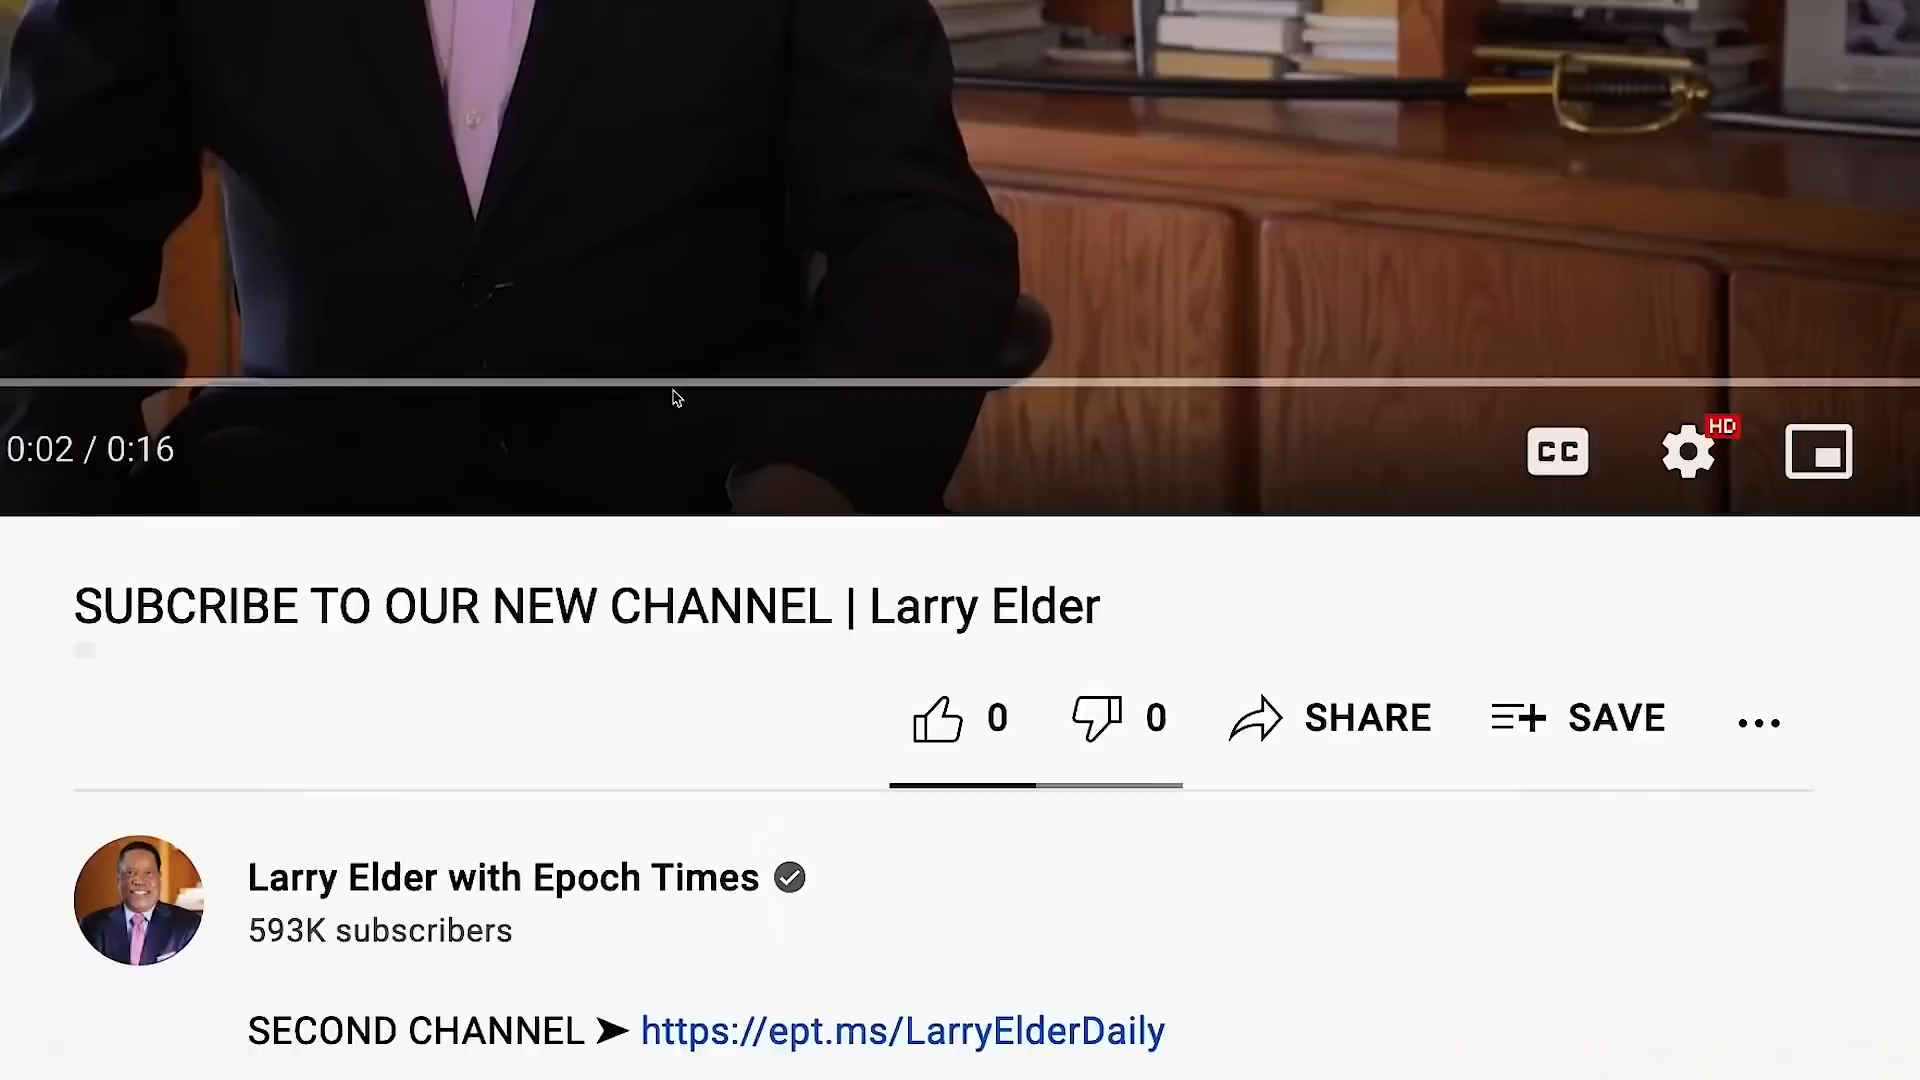 0:02 / 0:16
CC
HD
SUBCRIBE TO OUR NEW CHANNEL | Larry Elder
0
0
SHARE
SAVE
Larry Elder with Epoch Times
593K subscribers
SECOND CHANNEL ➤ https://ept.ms/LarryElderDaily